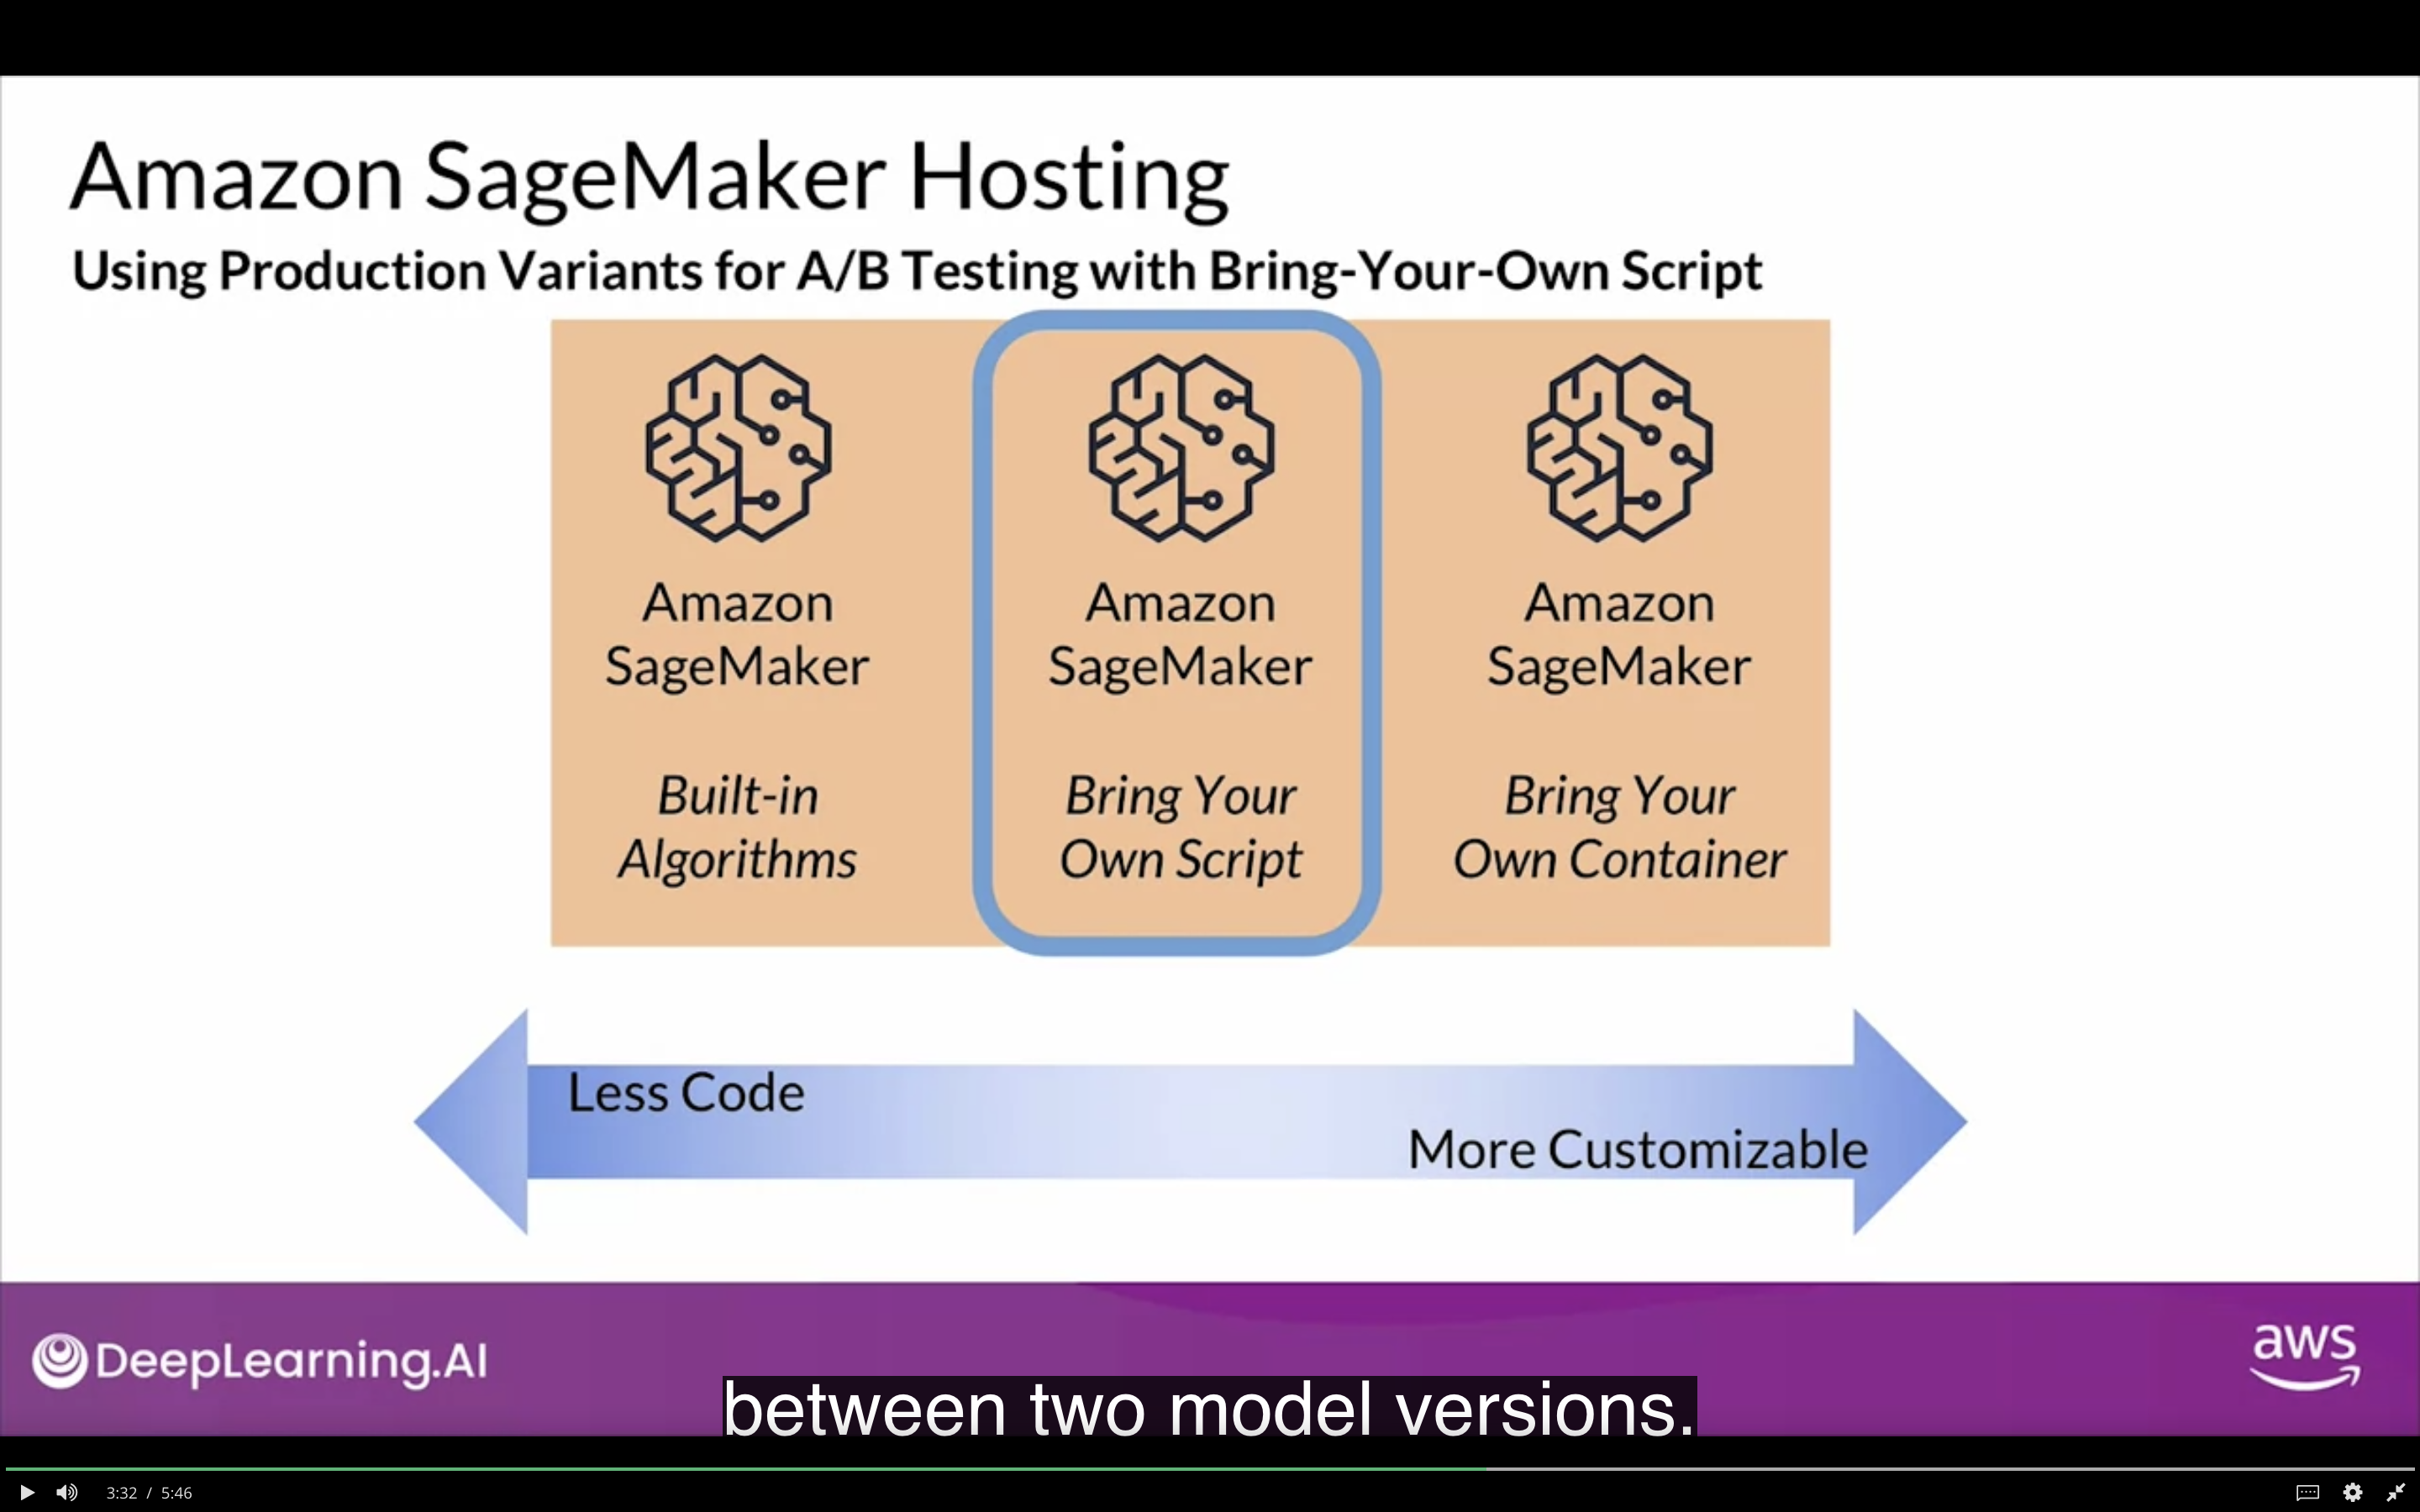 Amazon SageMaker Hosting
Using Production Variants for A/B Testing with Bring-Your-Own Script
Amazon
SageMaker
Built-in
Algorithms
Amazon
SageMaker
Bring Your
Own Script
Amazon
SageMaker
Bring Your
Own Container
Less Code
More Customizable
DeepLearning.AI
aws
between two model versions.
3:32 / 5:46